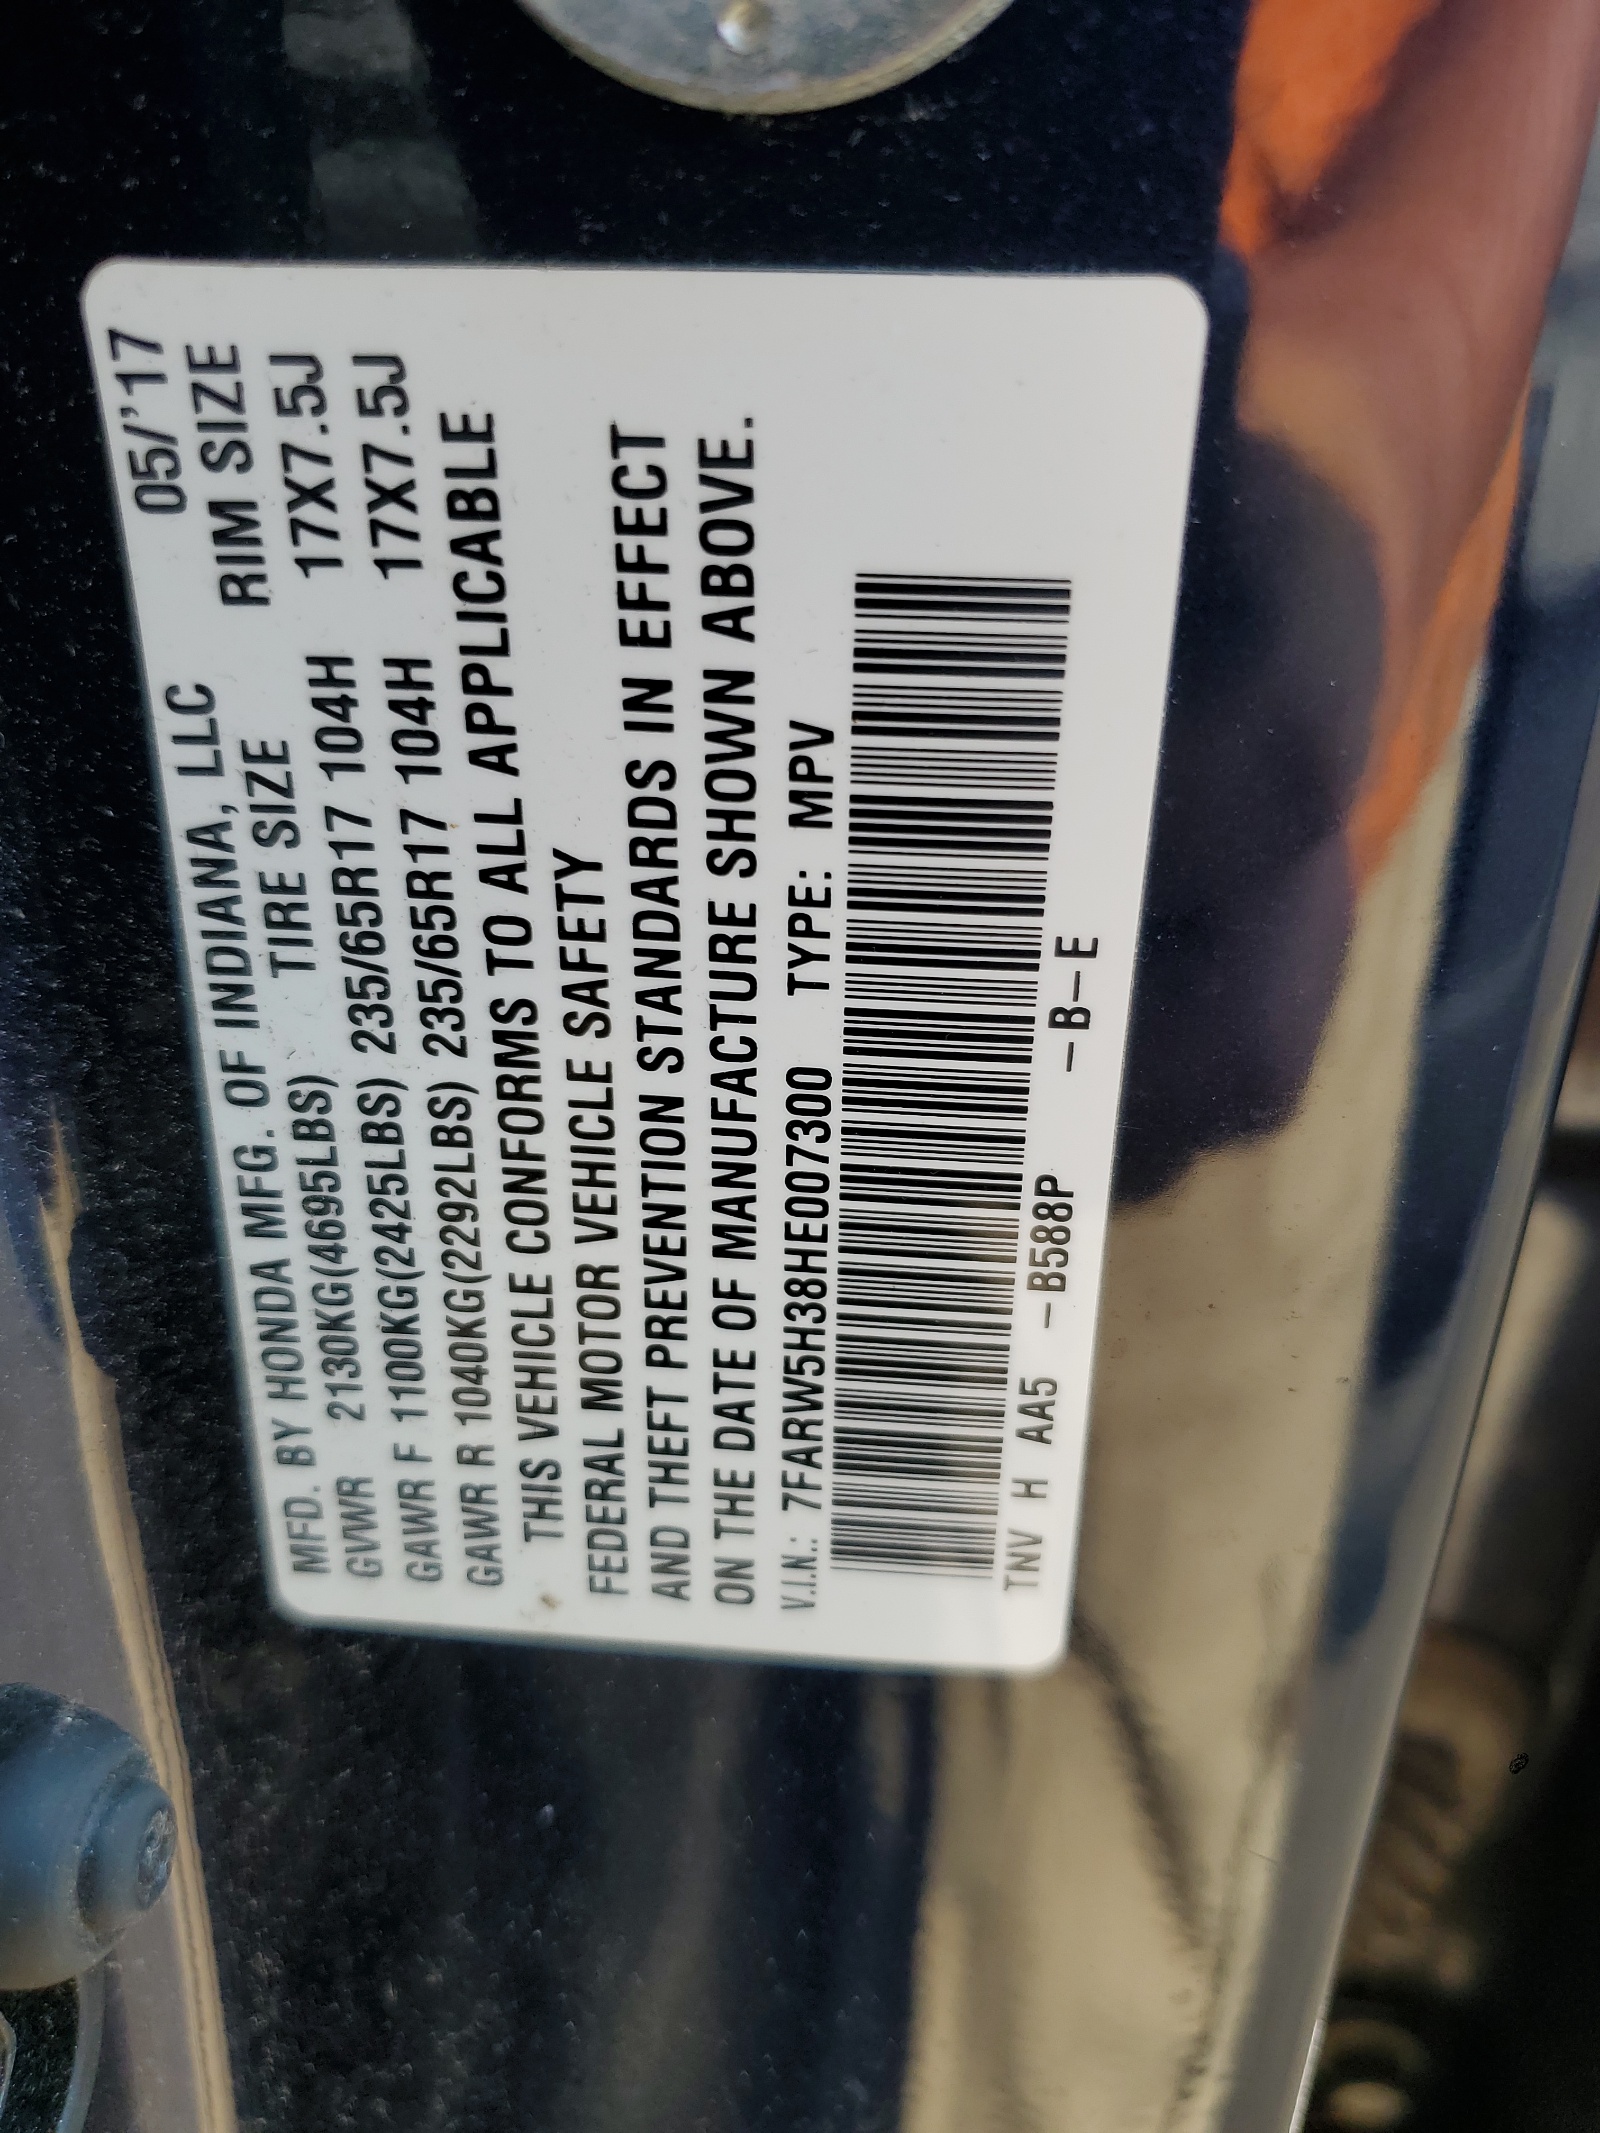 MFD. BY HONDA MFG. OF INDIANA, LLC 05/'17
TIRE SIZE RIM SIZE
GVWR 2130KG(4695LBS)
GAWR F 1100KG(2425LBS) 235/65R17 104H 17X7.5J
GAWR R 1040KG(2292LBS) 235/65R17 104H 17X7.5J
THIS VEHICLE CONFORMS TO ALL APPLICABLE
FEDERAL MOTOR VEHICLE SAFETY
AND THEFT PREVENTION STANDARDS IN EFFECT
ON THE DATE OF MANUFACTURE SHOWN ABOVE.
V.I.N.: 7FARW5H38HE007300 TYPE: MPV
TNV H AA5 –B588P –B–E